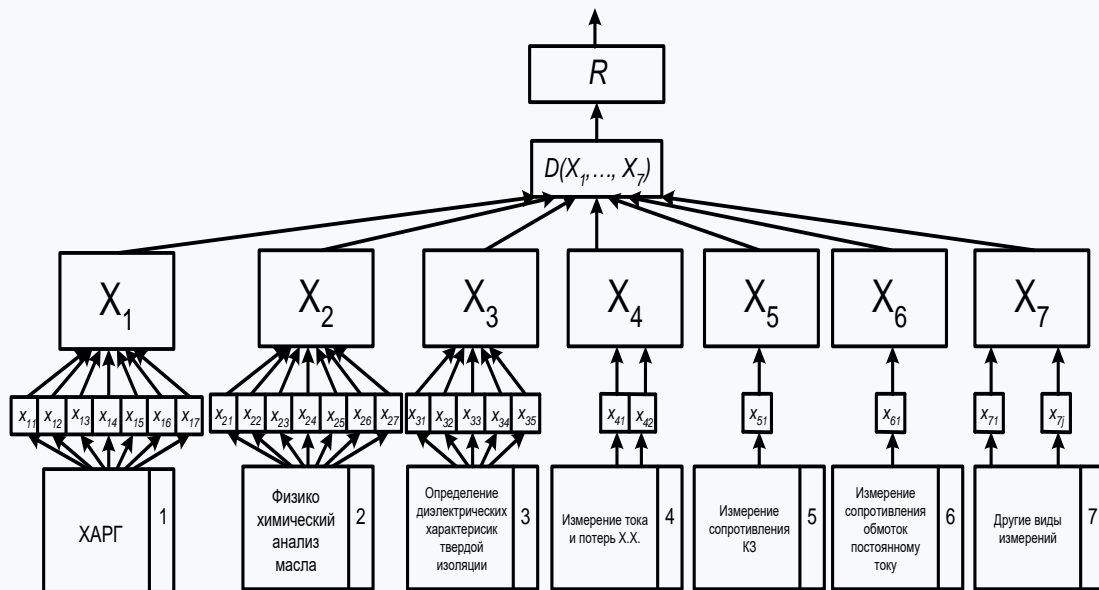 R
D(X₁,..., X₇)
X₁
X₂
X₃
X₄
X₅
X₆
X₇
x₁₁ x₁₂ x₁₃ x₁₄ x₁₅ x₁₆ x₁₇
x₂₁ x₂₂ x₂₃ x₂₄ x₂₅ x₂₆ x₂₇
x₃₁ x₃₂ x₃₃ x₃₄ x₃₅
x₄₁ x₄₂
x₅₁
x₆₁
x₇₁
x₇ⱼ
ХАРГ
1
Физико
химический
анализ
масла
2
Определение
диэлектрических
характерисик
твердой
изоляции
3
Измерение тока
и потерь Х.Х.
4
Измерение
сопротивления
КЗ
5
Измерение
сопротивления
обмоток
постоянному
току
6
Другие виды
измерений
7